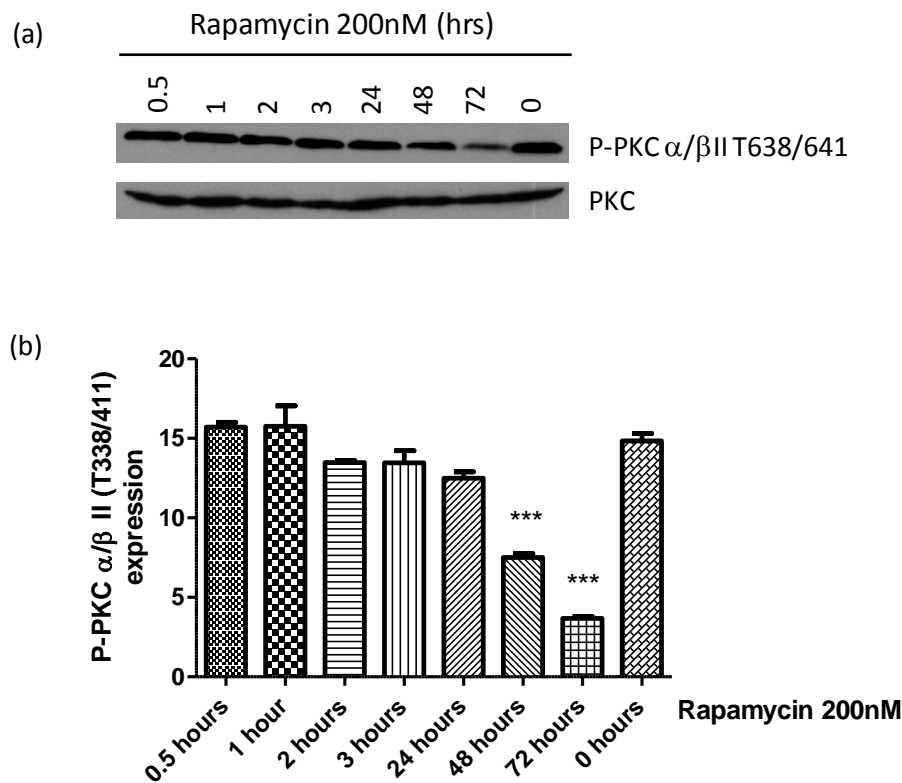 (a)
Rapamycin 200nM (hrs)
0.5 1 2 3 24 48 72 0
P-PKC α/βII T638/641
PKC
(b)
P-PKC α/β II (T338/411)
expression
20
15
10
5
0
***
***
0.5 hours
1 hour
2 hours
3 hours
24 hours
48 hours
72 hours
0 hours
Rapamycin 200nM